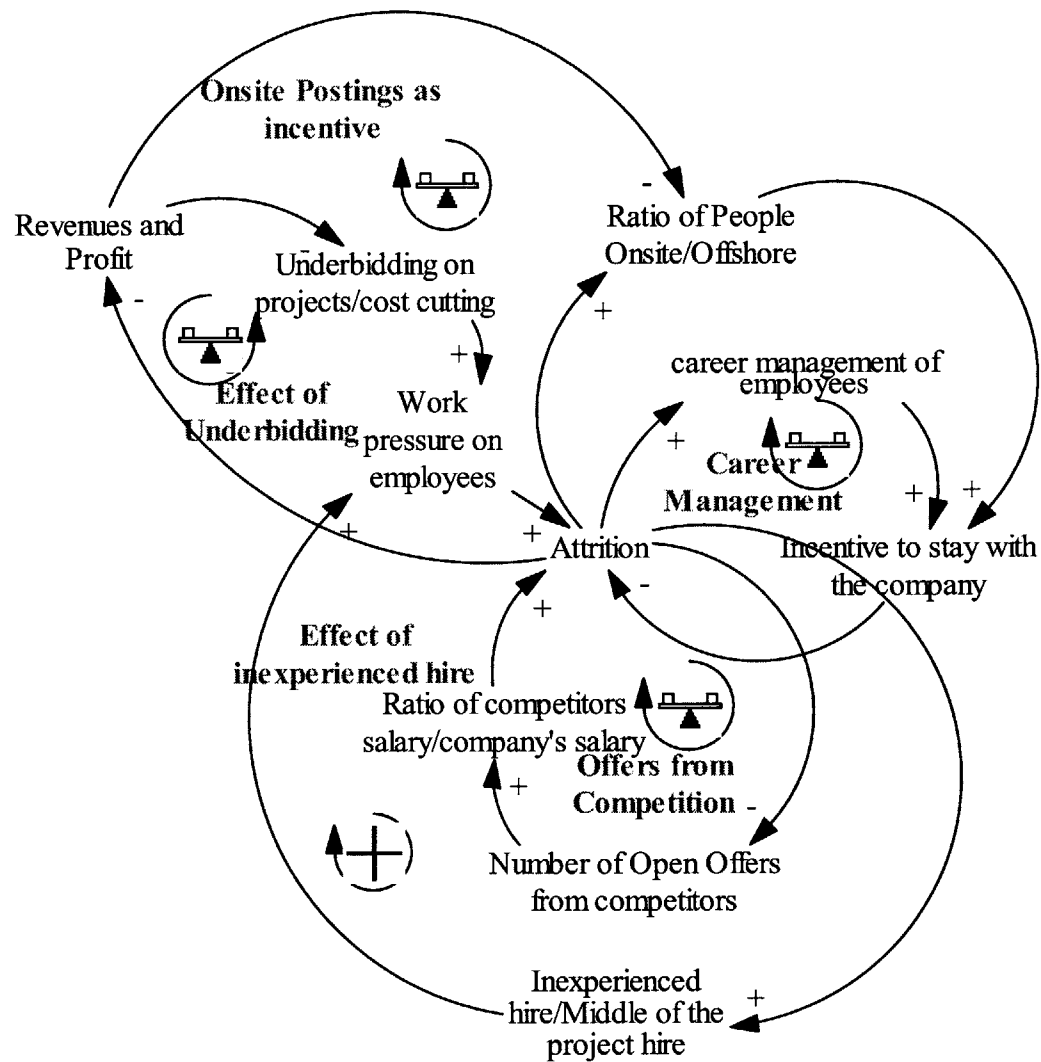 Onsite Postings as
incentive
-
Ratio of People
Onsite/Offshore
Revenues and
Profit
-
Underbidding on
projects/cost cutting
-
+
+
career management of
employees
-
Effect of
Underbidding
Work
pressure on
employees
+
Career
Management
+
+
+
+
Attrition
-
Incentive to stay with
the company
+
Effect of
inexperienced hire
Ratio of competitors
salary/company's salary
Offers from
Competition
-
+
Number of Open Offers
from competitors
+
Inexperienced
hire/Middle of the
project hire
+